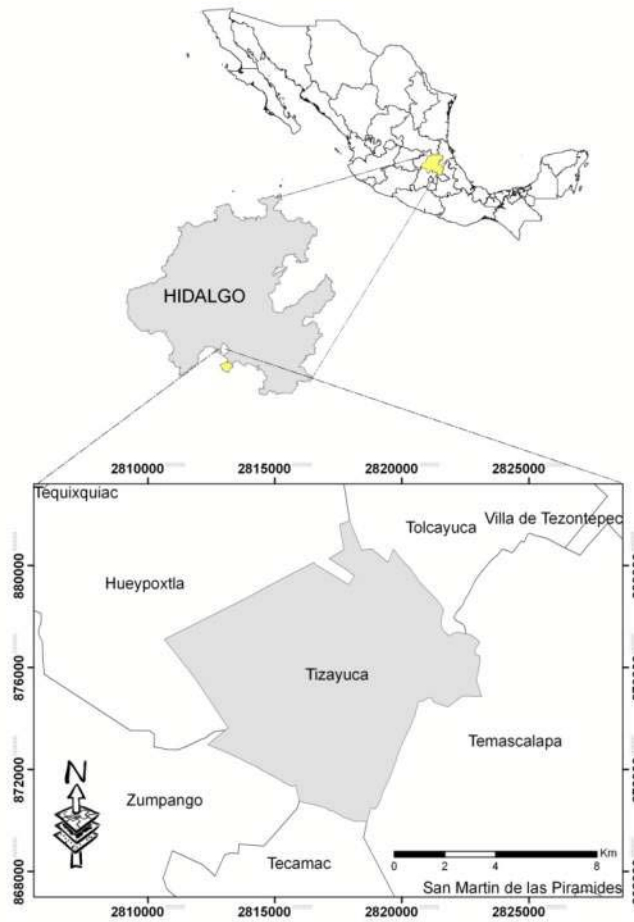 HIDALGO
2810000 2815000 2820000 2825000
Tequixquiac
Villa de Tezontepec
Tolcayuca
880000
Hueypoxtla
876000
Tizayuca
Temascalapa
872000
N
Zumpango
Km
0 2 4 8
Tecamac
868000
San Martin de las Piramides
2810000 2815000 2820000 2825000